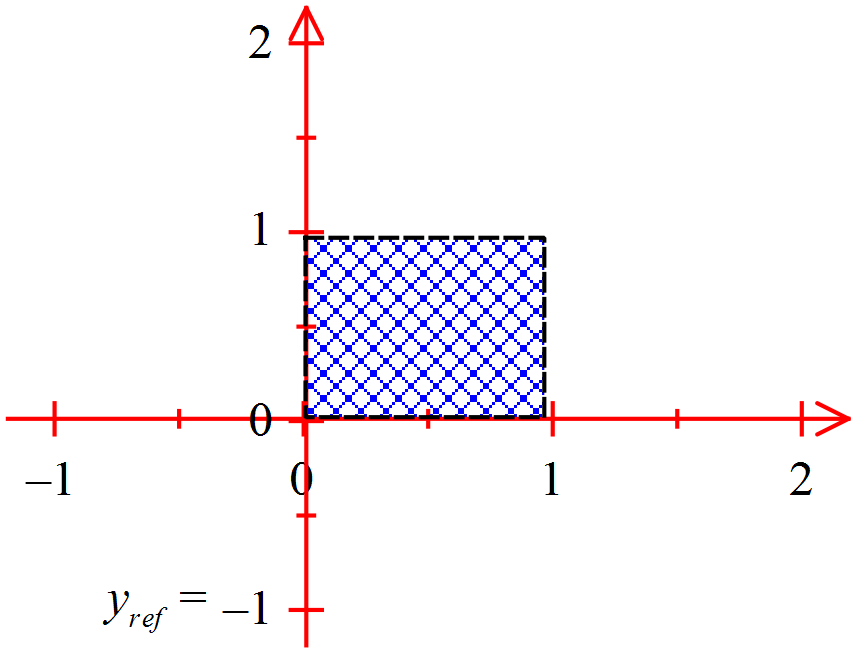 2
1
0
–1 0 1 2
y_ref = –1